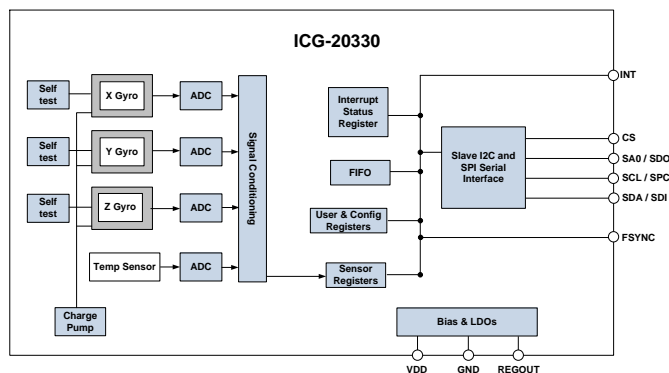 ICG-20330
Self
test
X Gyro
ADC
Self
test
Y Gyro
ADC
Self
test
Z Gyro
ADC
Temp Sensor
ADC
Charge
Pump
Signal Conditioning
Interrupt
Status
Register
FIFO
User & Config
Registers
Sensor
Registers
Slave I2C and
SPI Serial
Interface
Bias & LDOs
INT
CS
SA0 / SDO
SCL / SPC
SDA / SDI
FSYNC
VDD
GND
REGOUT